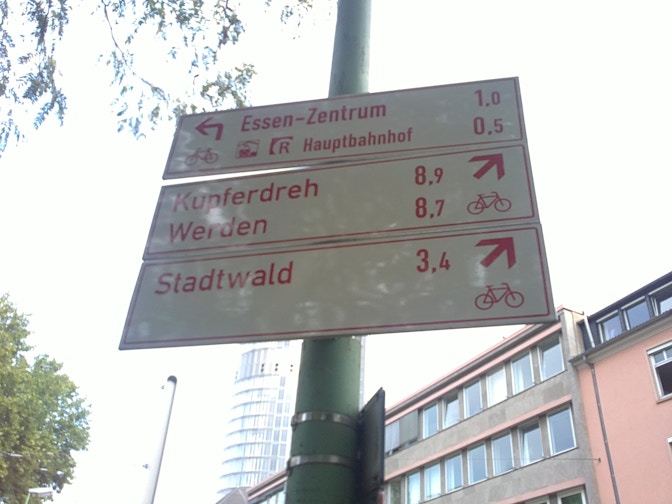 Essen-Zentrum 1,0
R Hauptbahnhof 0,5
Kupferdreh 8,9
Werden 8,7
Stadtwald 3,4